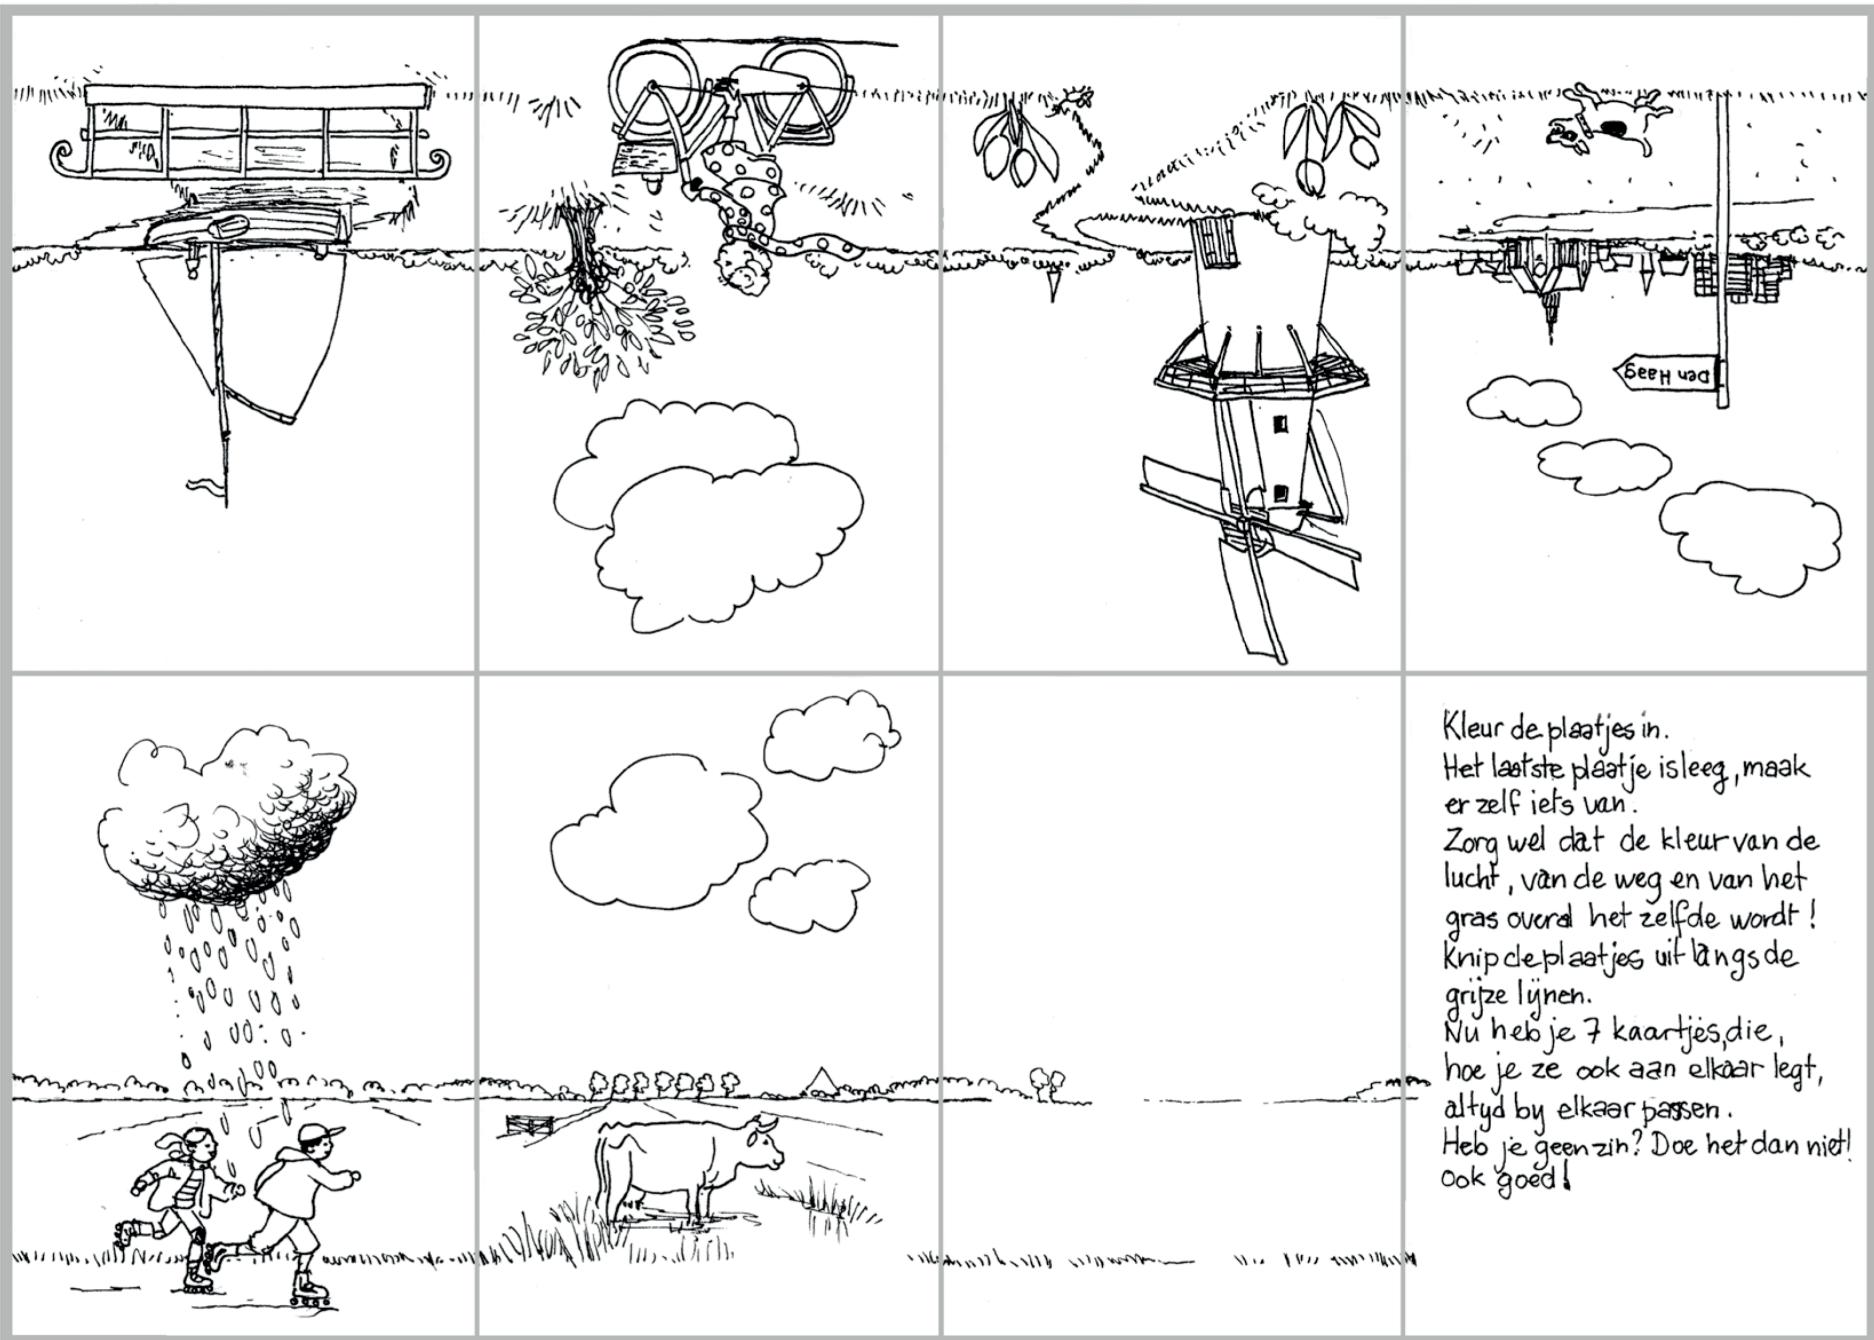 Den Haag
Kleur de plaatjes in.
Het laatste plaatje is leeg, maak
er zelf iets van.
Zorg wel dat de kleur van de
lucht, van de weg en van het
gras overal het zelfde wordt!
Knip de plaatjes uit langs de
grijze lijnen.
Nu heb je 7 kaartjes, die,
hoe je ze ook aan elkaar legt,
altyd by elkaar passen.
Heb je geen zin? Doe het dan niet!
Ook goed!